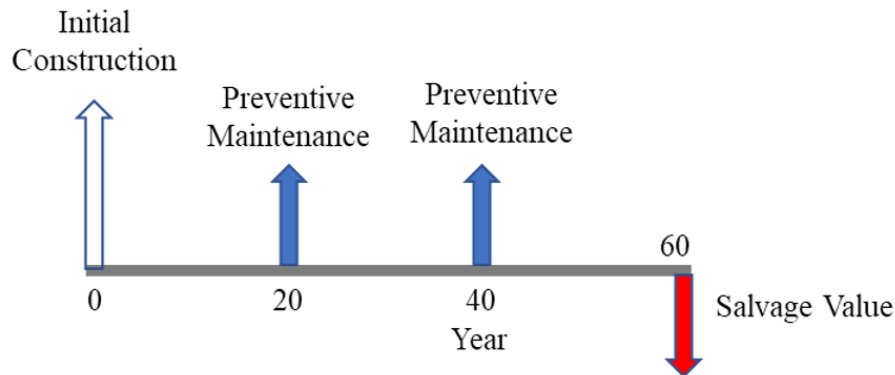 Initial
Construction
Preventive
Maintenance
Preventive
Maintenance
60
0
20
40
Year
Salvage Value